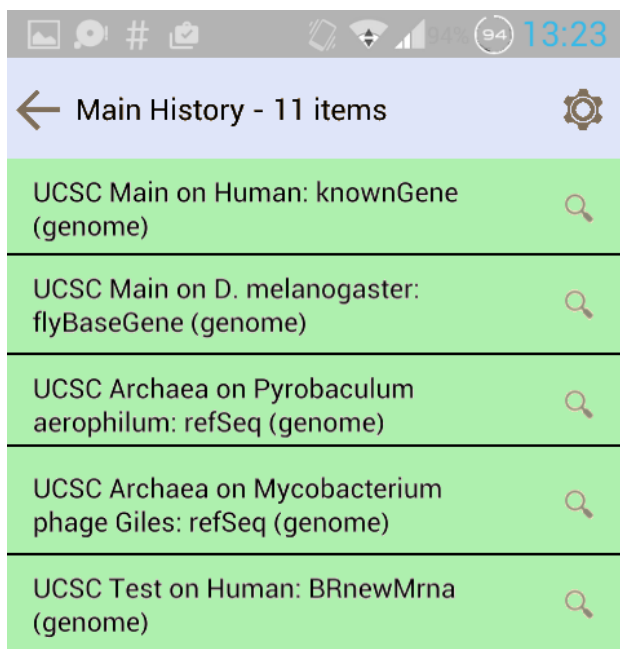 94% 94 13:23
Main History - 11 items
UCSC Main on Human: knownGene
(genome)
UCSC Main on D. melanogaster:
flyBaseGene (genome)
UCSC Archaea on Pyrobaculum
aerophilum: refSeq (genome)
UCSC Archaea on Mycobacterium
phage Giles: refSeq (genome)
UCSC Test on Human: BRnewMrna
(genome)